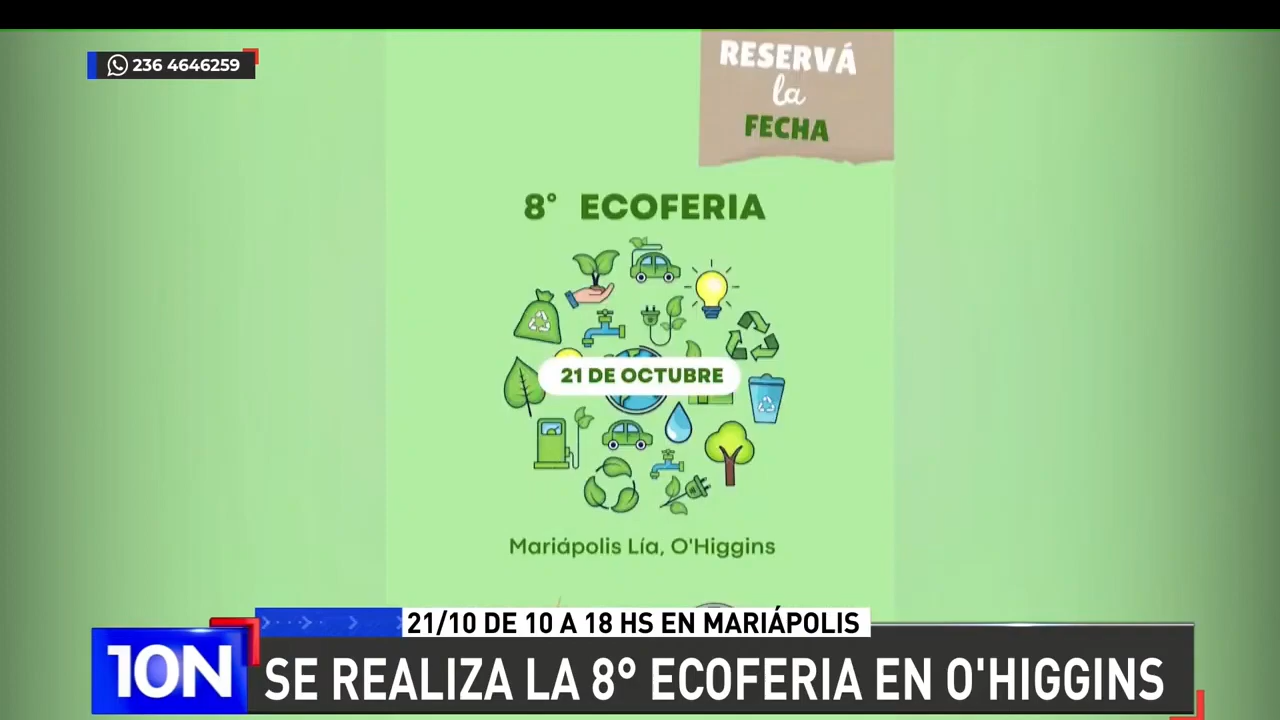 236 4646259
RESERVÁ
la
FECHA
8° ECOFERIA
21 DE OCTUBRE
Mariápolis Lía, O'Higgins
21/10 DE 10 A 18 HS EN MARIÁPOLIS
10N
SE REALIZA LA 8° ECOFERIA EN O'HIGGINS